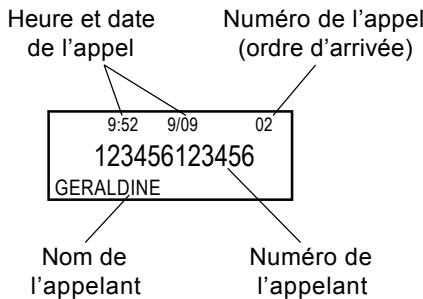 Heure et date
de l'appel
Numéro de l'appel
(ordre d'arrivée)
9:52 9/09 02
123456123456
GERALDINE
Nom de
l'appelant
Numéro de
l'appelant